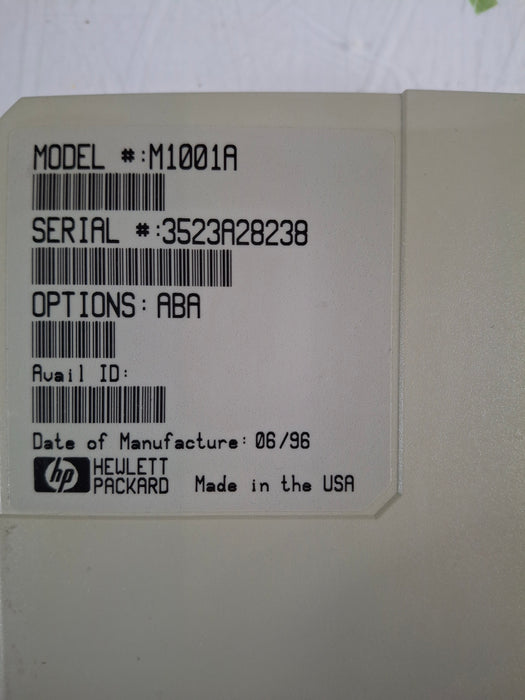 MODEL #:M1001A
SERIAL #:3523A28238
OPTIONS: ABA
Avail ID:
Date of Manufacture: 06/96
hp HEWLETT
PACKARD Made in the USA